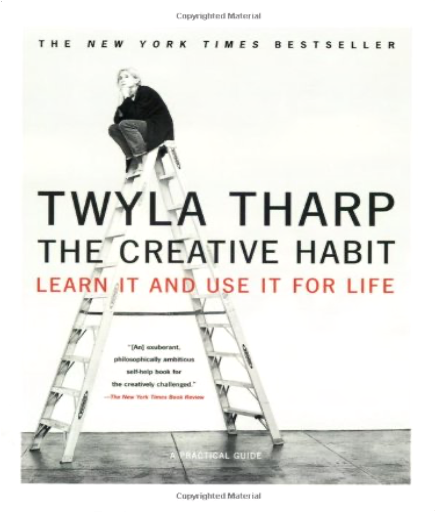 Copyrighted Material
THE NEW YORK TIMES BESTSELLER
TWYLA THARP
THE CREATIVE HABIT
LEARN IT AND USE IT FOR LIFE
"[An] exuberant,
philosophically ambitious
self-help book for
the creatively challenged."
—The New York Times Book Review
A PRACTICAL GUIDE
Copyrighted Material